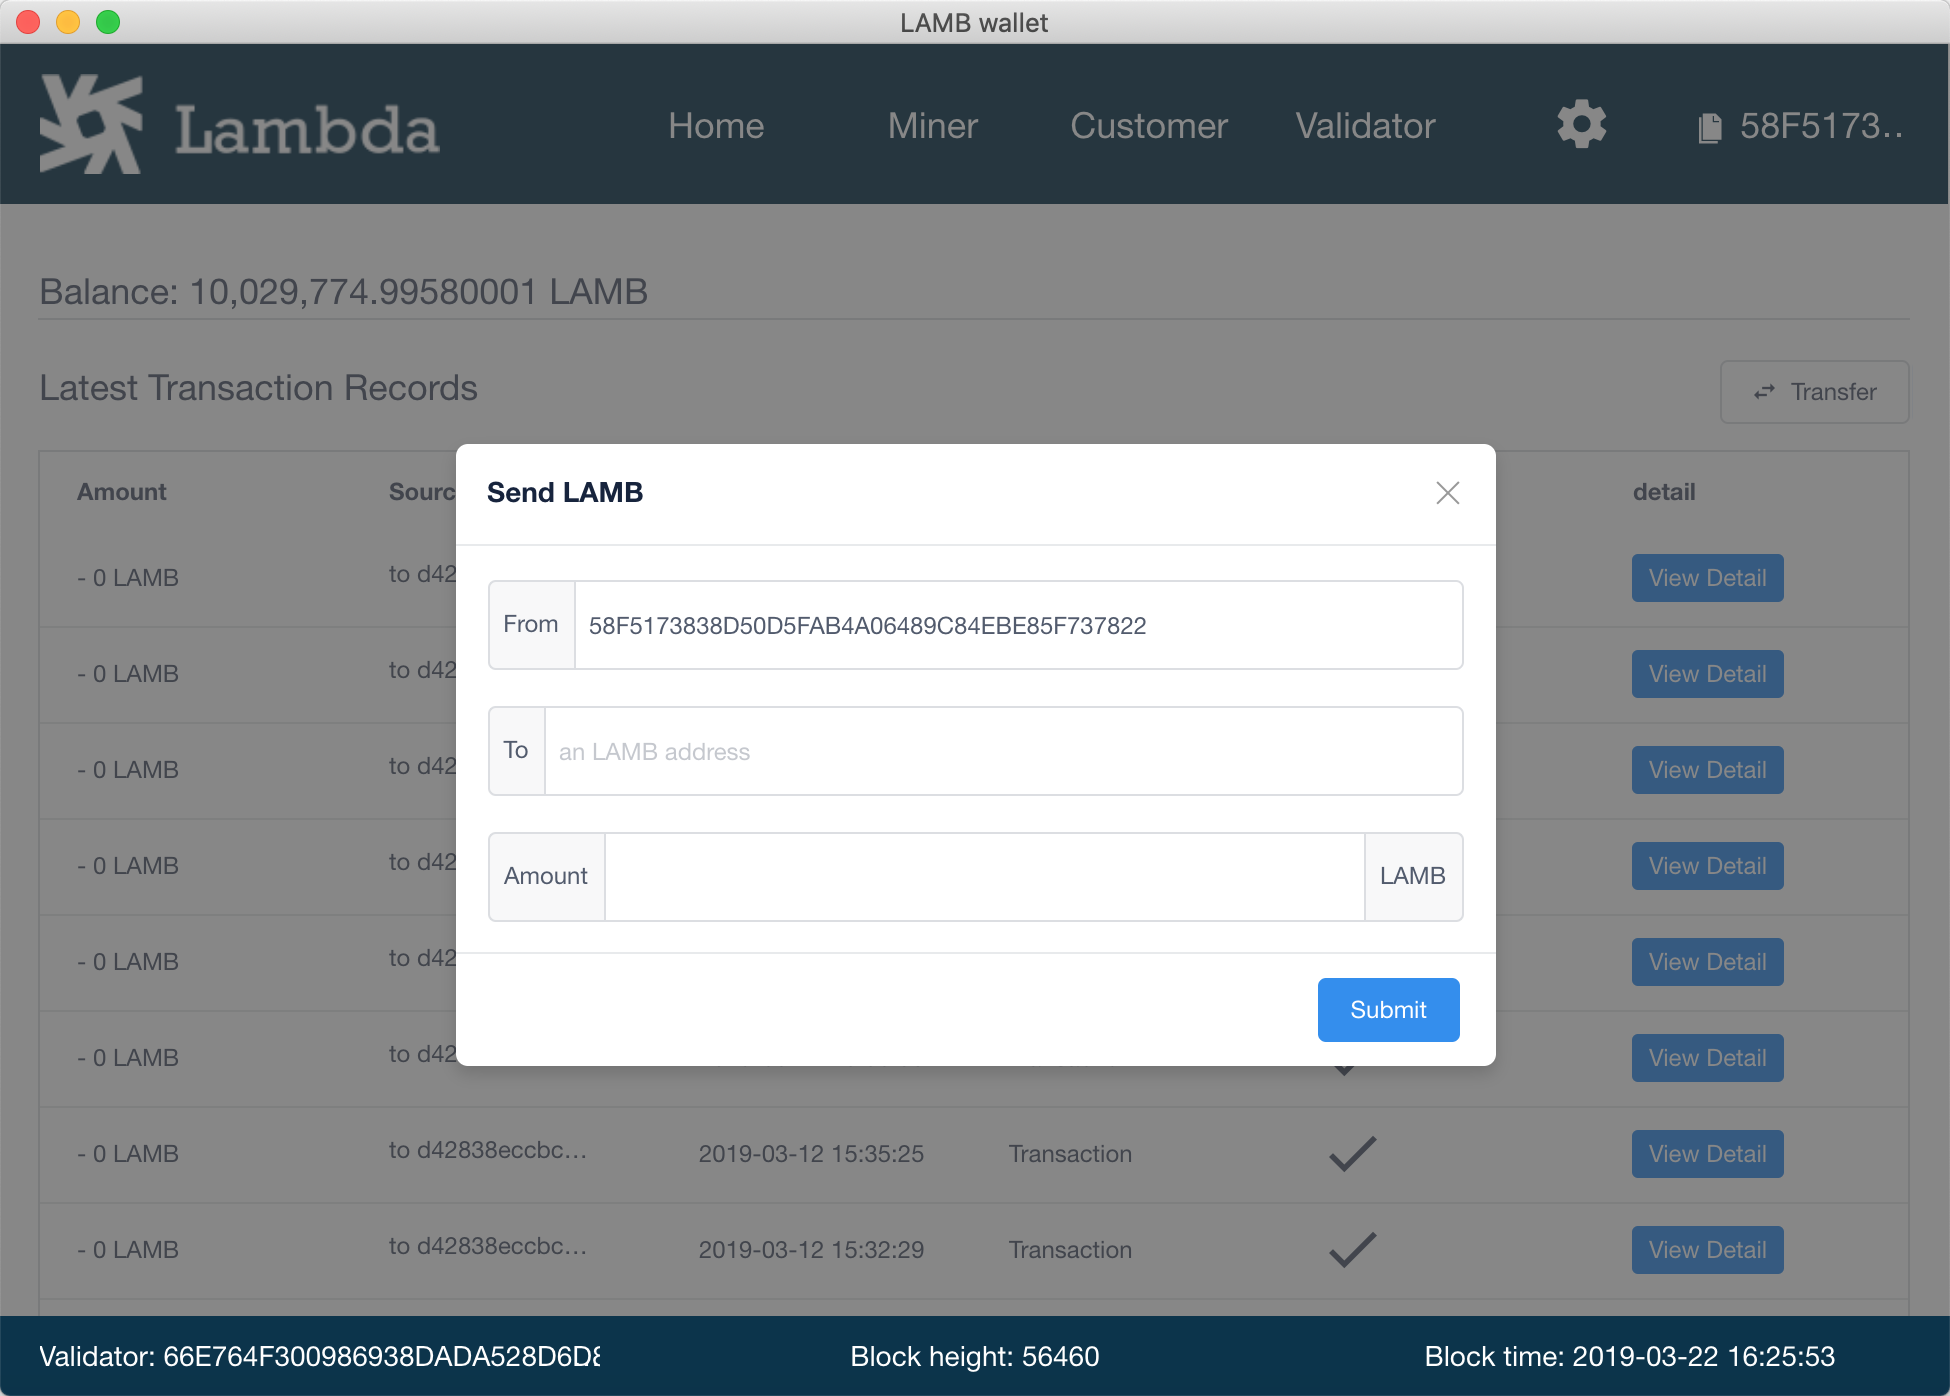 LAMB wallet
Lambda
Home Miner Customer Validator 58F5173..
Balance: 10,029,774.99580001 LAMB
Latest Transaction Records
Transfer
Amount Sourc detail
Send LAMB
- 0 LAMB to d42 View Detail
From 58F5173838D50D5FAB4A06489C84EBE85F737822
- 0 LAMB to d42 View Detail
To an LAMB address
- 0 LAMB to d42 View Detail
- 0 LAMB to d42 View Detail
Amount LAMB
- 0 LAMB to d42 View Detail
Submit
- 0 LAMB to d42 View Detail
- 0 LAMB to d42838eccbc... 2019-03-12 15:35:25 Transaction View Detail
- 0 LAMB to d42838eccbc... 2019-03-12 15:32:29 Transaction View Detail
Validator: 66E764F300986938DADA528D6D Block height: 56460 Block time: 2019-03-22 16:25:53